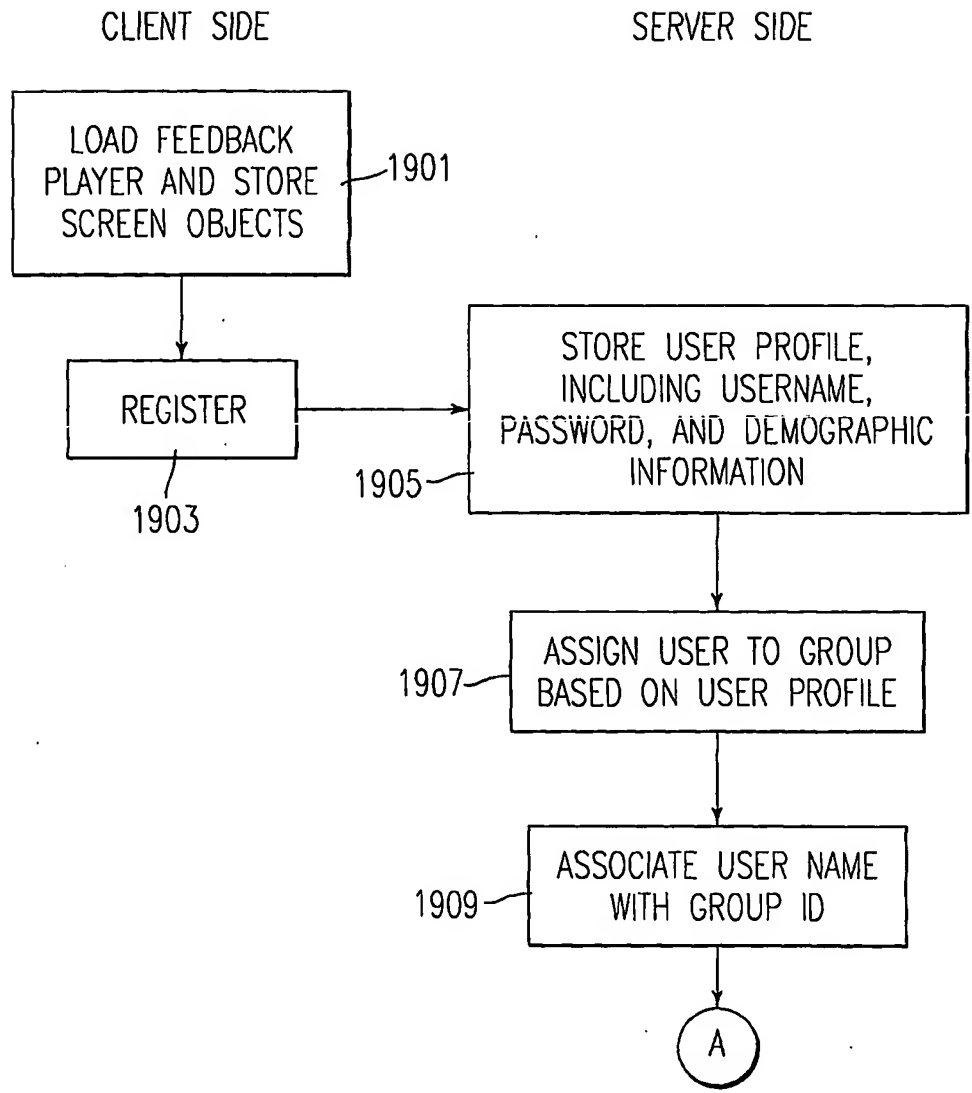 CLIENT SIDE
SERVER SIDE
LOAD FEEDBACK
PLAYER AND STORE
SCREEN OBJECTS
1901
REGISTER
1903
STORE USER PROFILE,
INCLUDING USERNAME,
PASSWORD, AND DEMOGRAPHIC
INFORMATION
1905
ASSIGN USER TO GROUP
BASED ON USER PROFILE
1907
ASSOCIATE USER NAME
WITH GROUP ID
1909
A